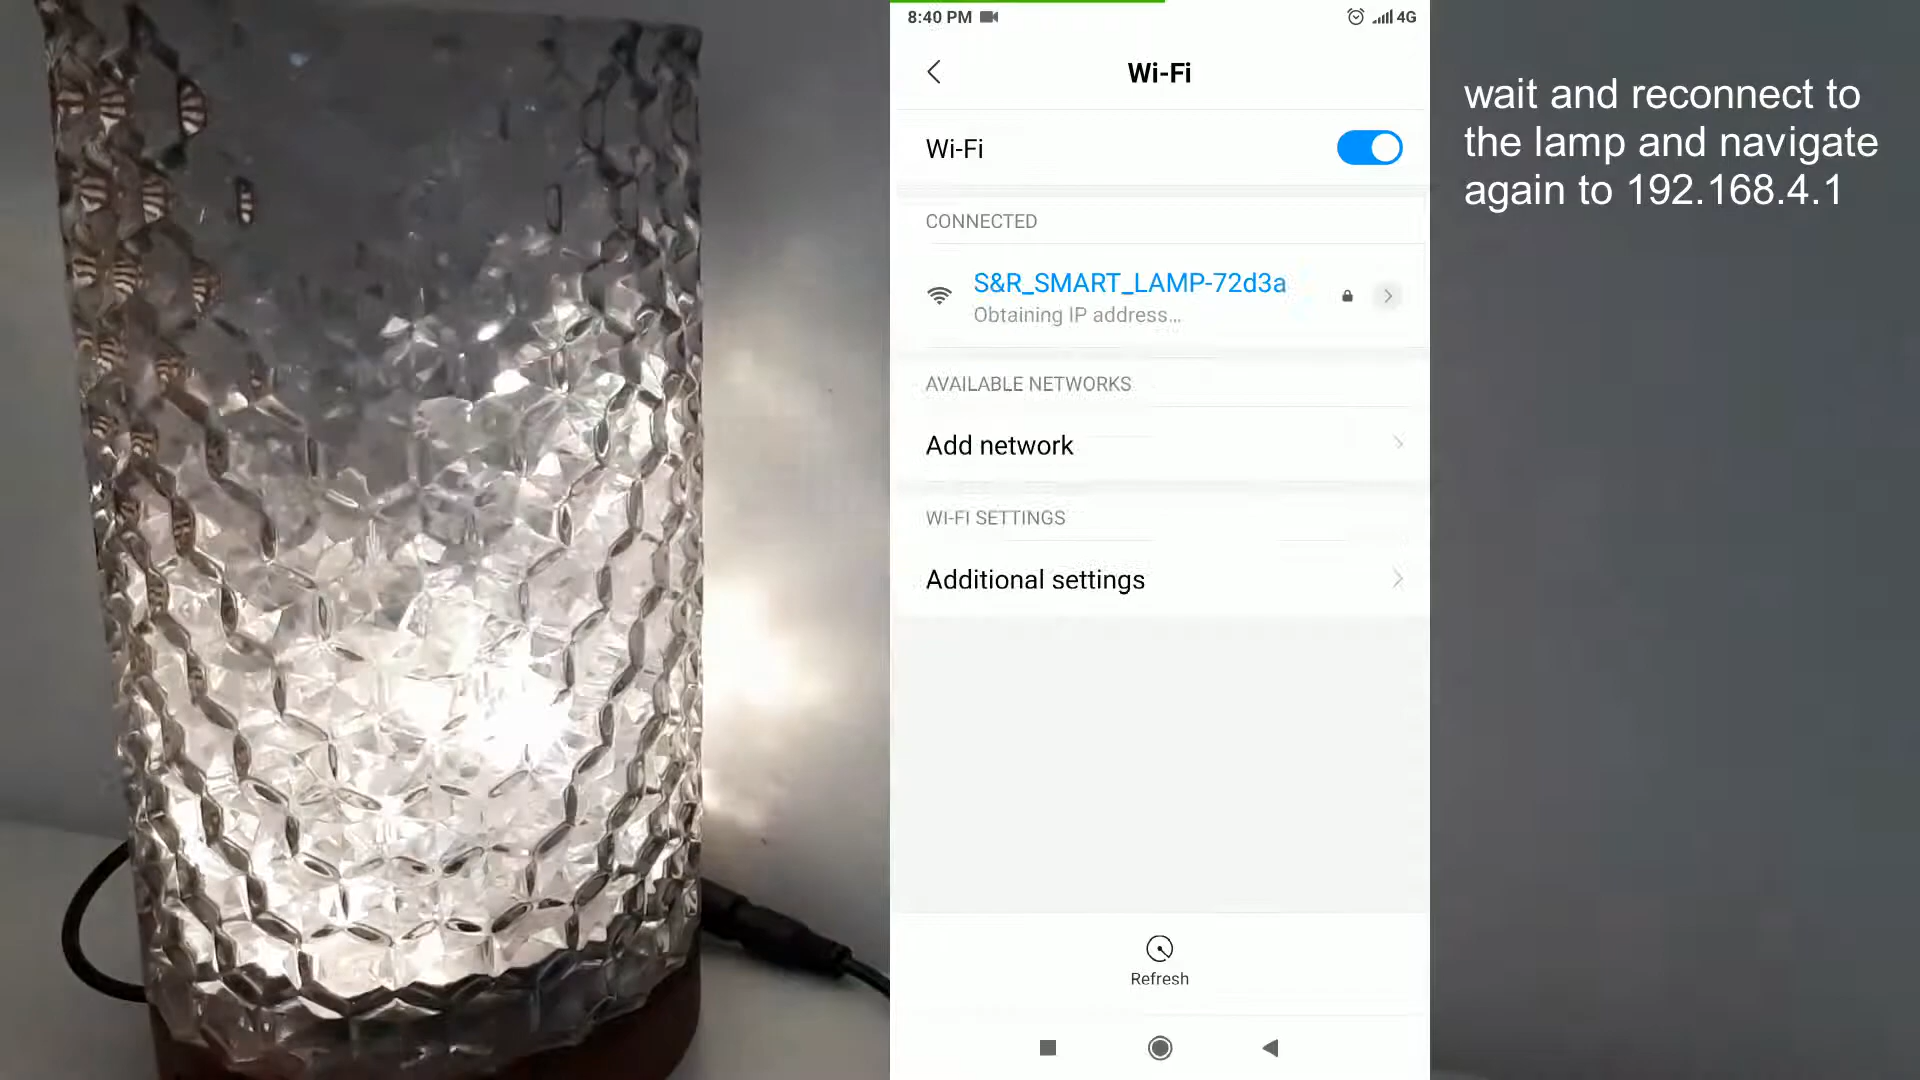 8:40 PM
4G
Wi-Fi
Wi-Fi
CONNECTED
S&R_SMART_LAMP-72d3a
Obtaining IP address...
AVAILABLE NETWORKS
Add network
WI-FI SETTINGS
Additional settings
Refresh
wait and reconnect to
the lamp and navigate
again to 192.168.4.1